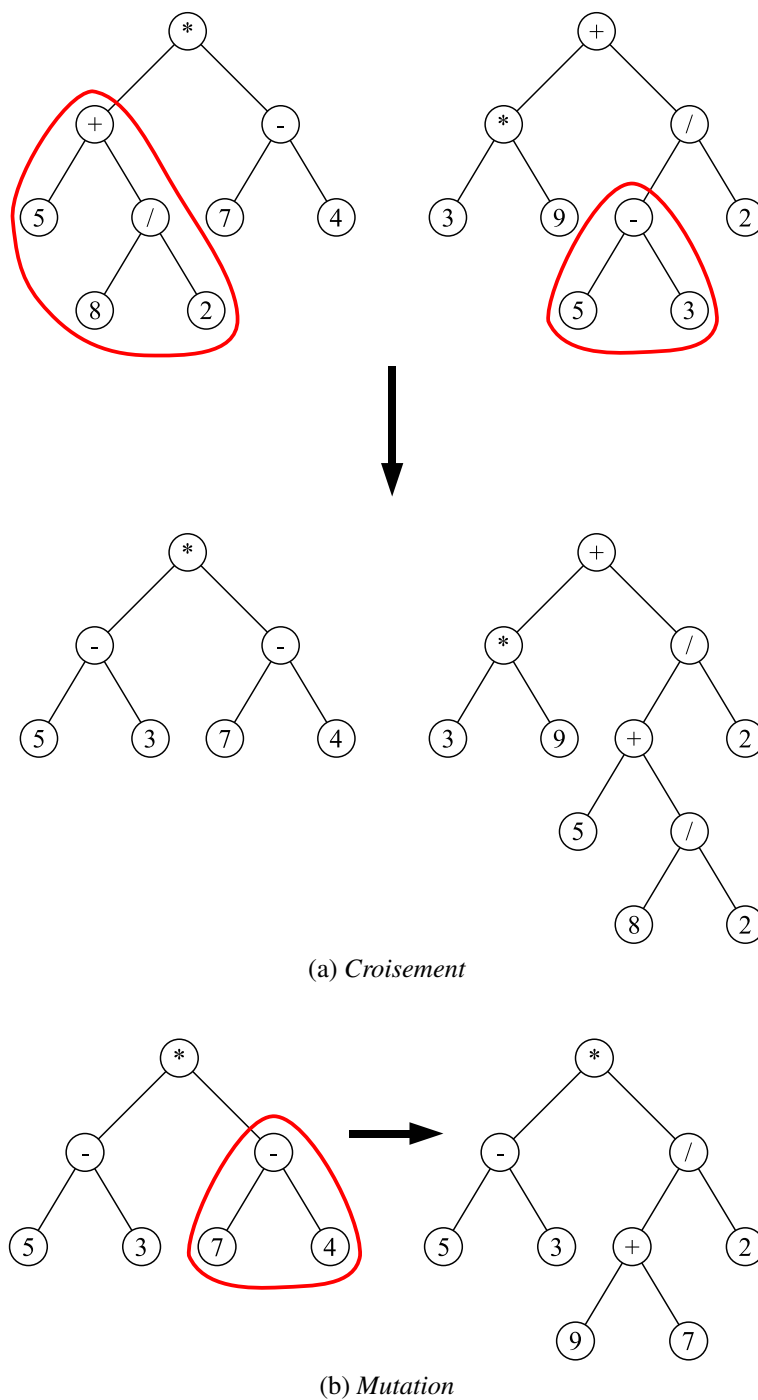 * +
+ - * /
5 / 7 4 3 9 - 2
8 2 5 3
* +
- - * /
5 3 7 4 3 9 + 2
5 /
8 2
(a) Croisement
* *
- - - /
5 3 7 4 5 3 + 2
9 7
(b) Mutation